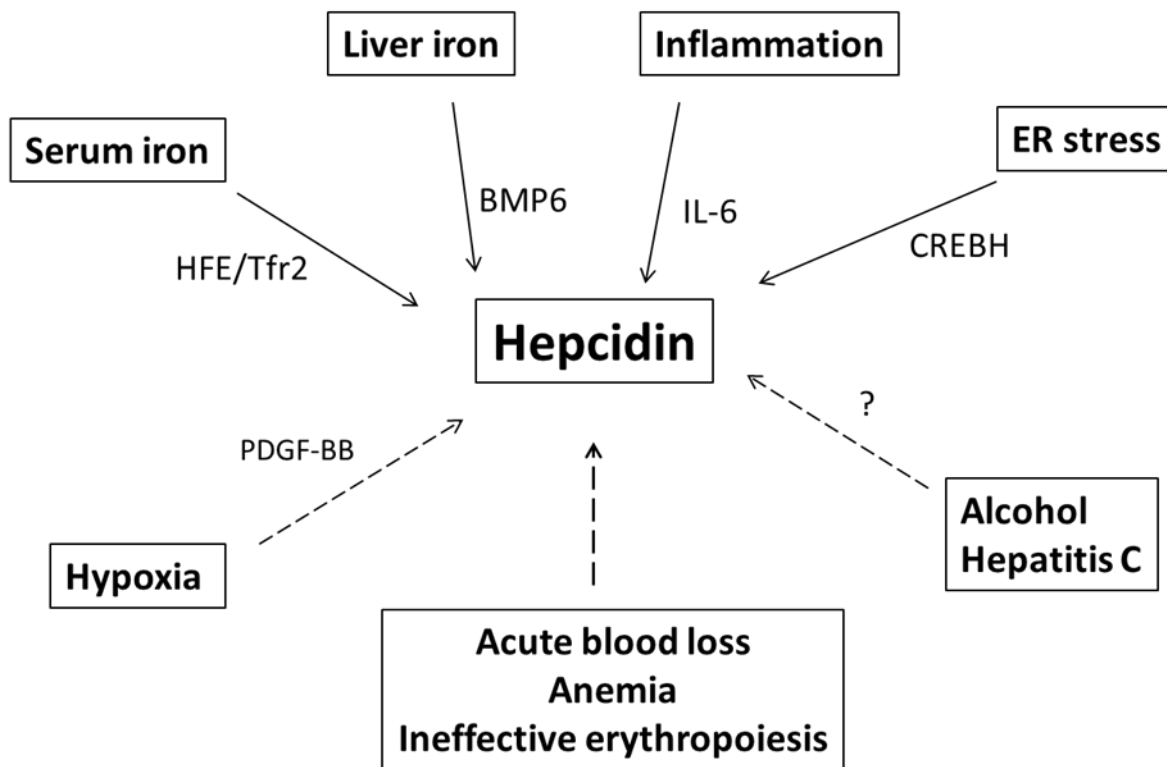 Liver iron
Inflammation
Serum iron
ER stress
BMP6
IL-6
HFE/Tfr2
CREBH
Hepcidin
PDGF-BB
?
Hypoxia
Alcohol
Hepatitis C
Acute blood loss
Anemia
Ineffective erythropoiesis